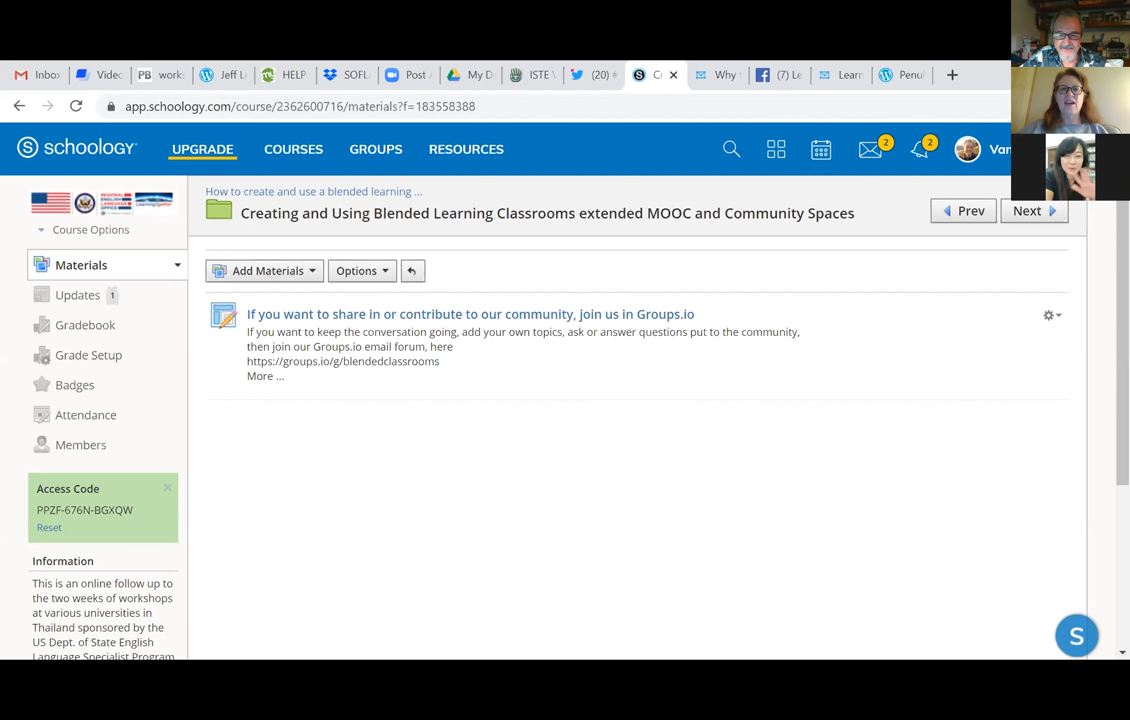 Inbox
Video
PB works
Jeff L
HELP
SOFL
Post
My D
ISTE
(20) #
C
Why
(7) Le
Learn
Penu
app.schoology.com/course/2362600716/materials?f=183558388
schoology
UPGRADE
COURSES
GROUPS
RESOURCES
2
2
Van
REGIONAL ENGLISH LANGUAGE OFFICE
Course Options
Materials
Updates 1
Gradebook
Grade Setup
Badges
Attendance
Members
Access Code
PPZF-676N-BGXQW
Reset
Information
This is an online follow up to
the two weeks of workshops
at various universities in
Thailand sponsored by the
US Dept. of State English
Language Specialist Program
How to create and use a blended learning ...
Creating and Using Blended Learning Classrooms extended MOOC and Community Spaces
Prev
Next
Add Materials
Options
If you want to share in or contribute to our community, join us in Groups.io
If you want to keep the conversation going, add your own topics, ask or answer questions put to the community,
then join our Groups.io email forum, here
https://groups.io/g/blendedclassrooms
More ...
S